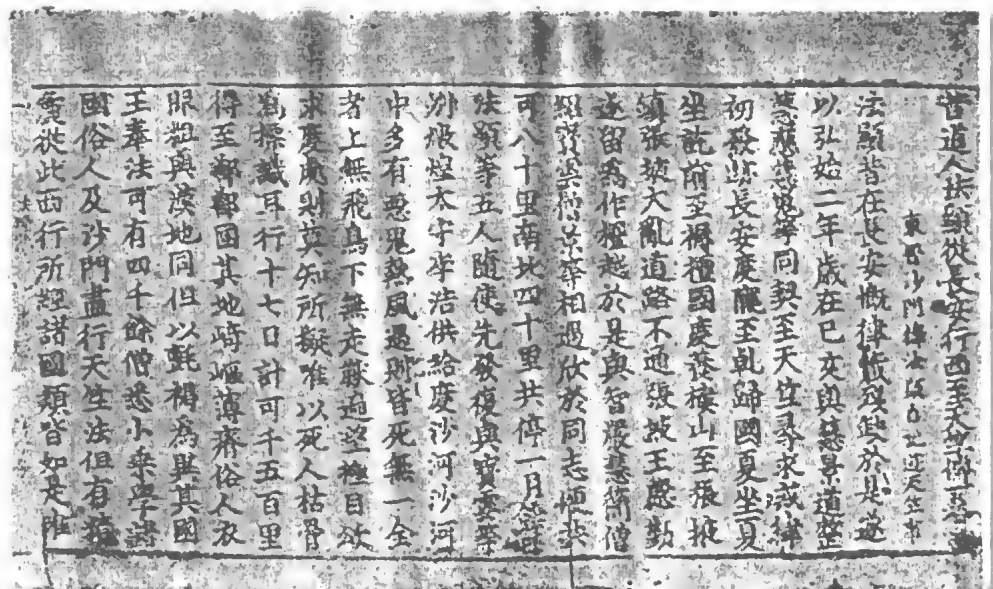 昔道人法顯從長安行西至天竺傳一卷
東晉沙門釋法顯自記遊天竺事
法顯昔在長安慨律藏殘缺於是遂
以弘始二年歲在己亥與慧景道整
慧應慧嵬等同契至天竺尋求戒律
初發跡長安度隴至乾歸國夏坐夏
坐訖前至褥檀國度養樓山至張掖
鎮張掖大亂道路不通張掖王慇懃
遂留為作檀越於是與智嚴慧簡僧
紹寶雲僧景等相遇欣於同志便共
可八十里南北四十里共停一月餘日
法顯等五人隨使先發復與寶雲等
別燉煌太守李浩供給度沙河沙河
中多有惡鬼熱風遇則皆死無一全
者上無飛鳥下無走獸遍望極目欲
求度處則莫知所擬唯以死人枯骨
為標幟耳行十七日計可千五百里
得至鄯鄯國其地崎嶇薄瘠俗人衣
服粗與漢地同但以氈褐為異其國
王奉法可有四千餘僧悉小乘學諸
國俗人及沙門盡行天竺法但有精
麁從此西行所經諸國類皆如是唯